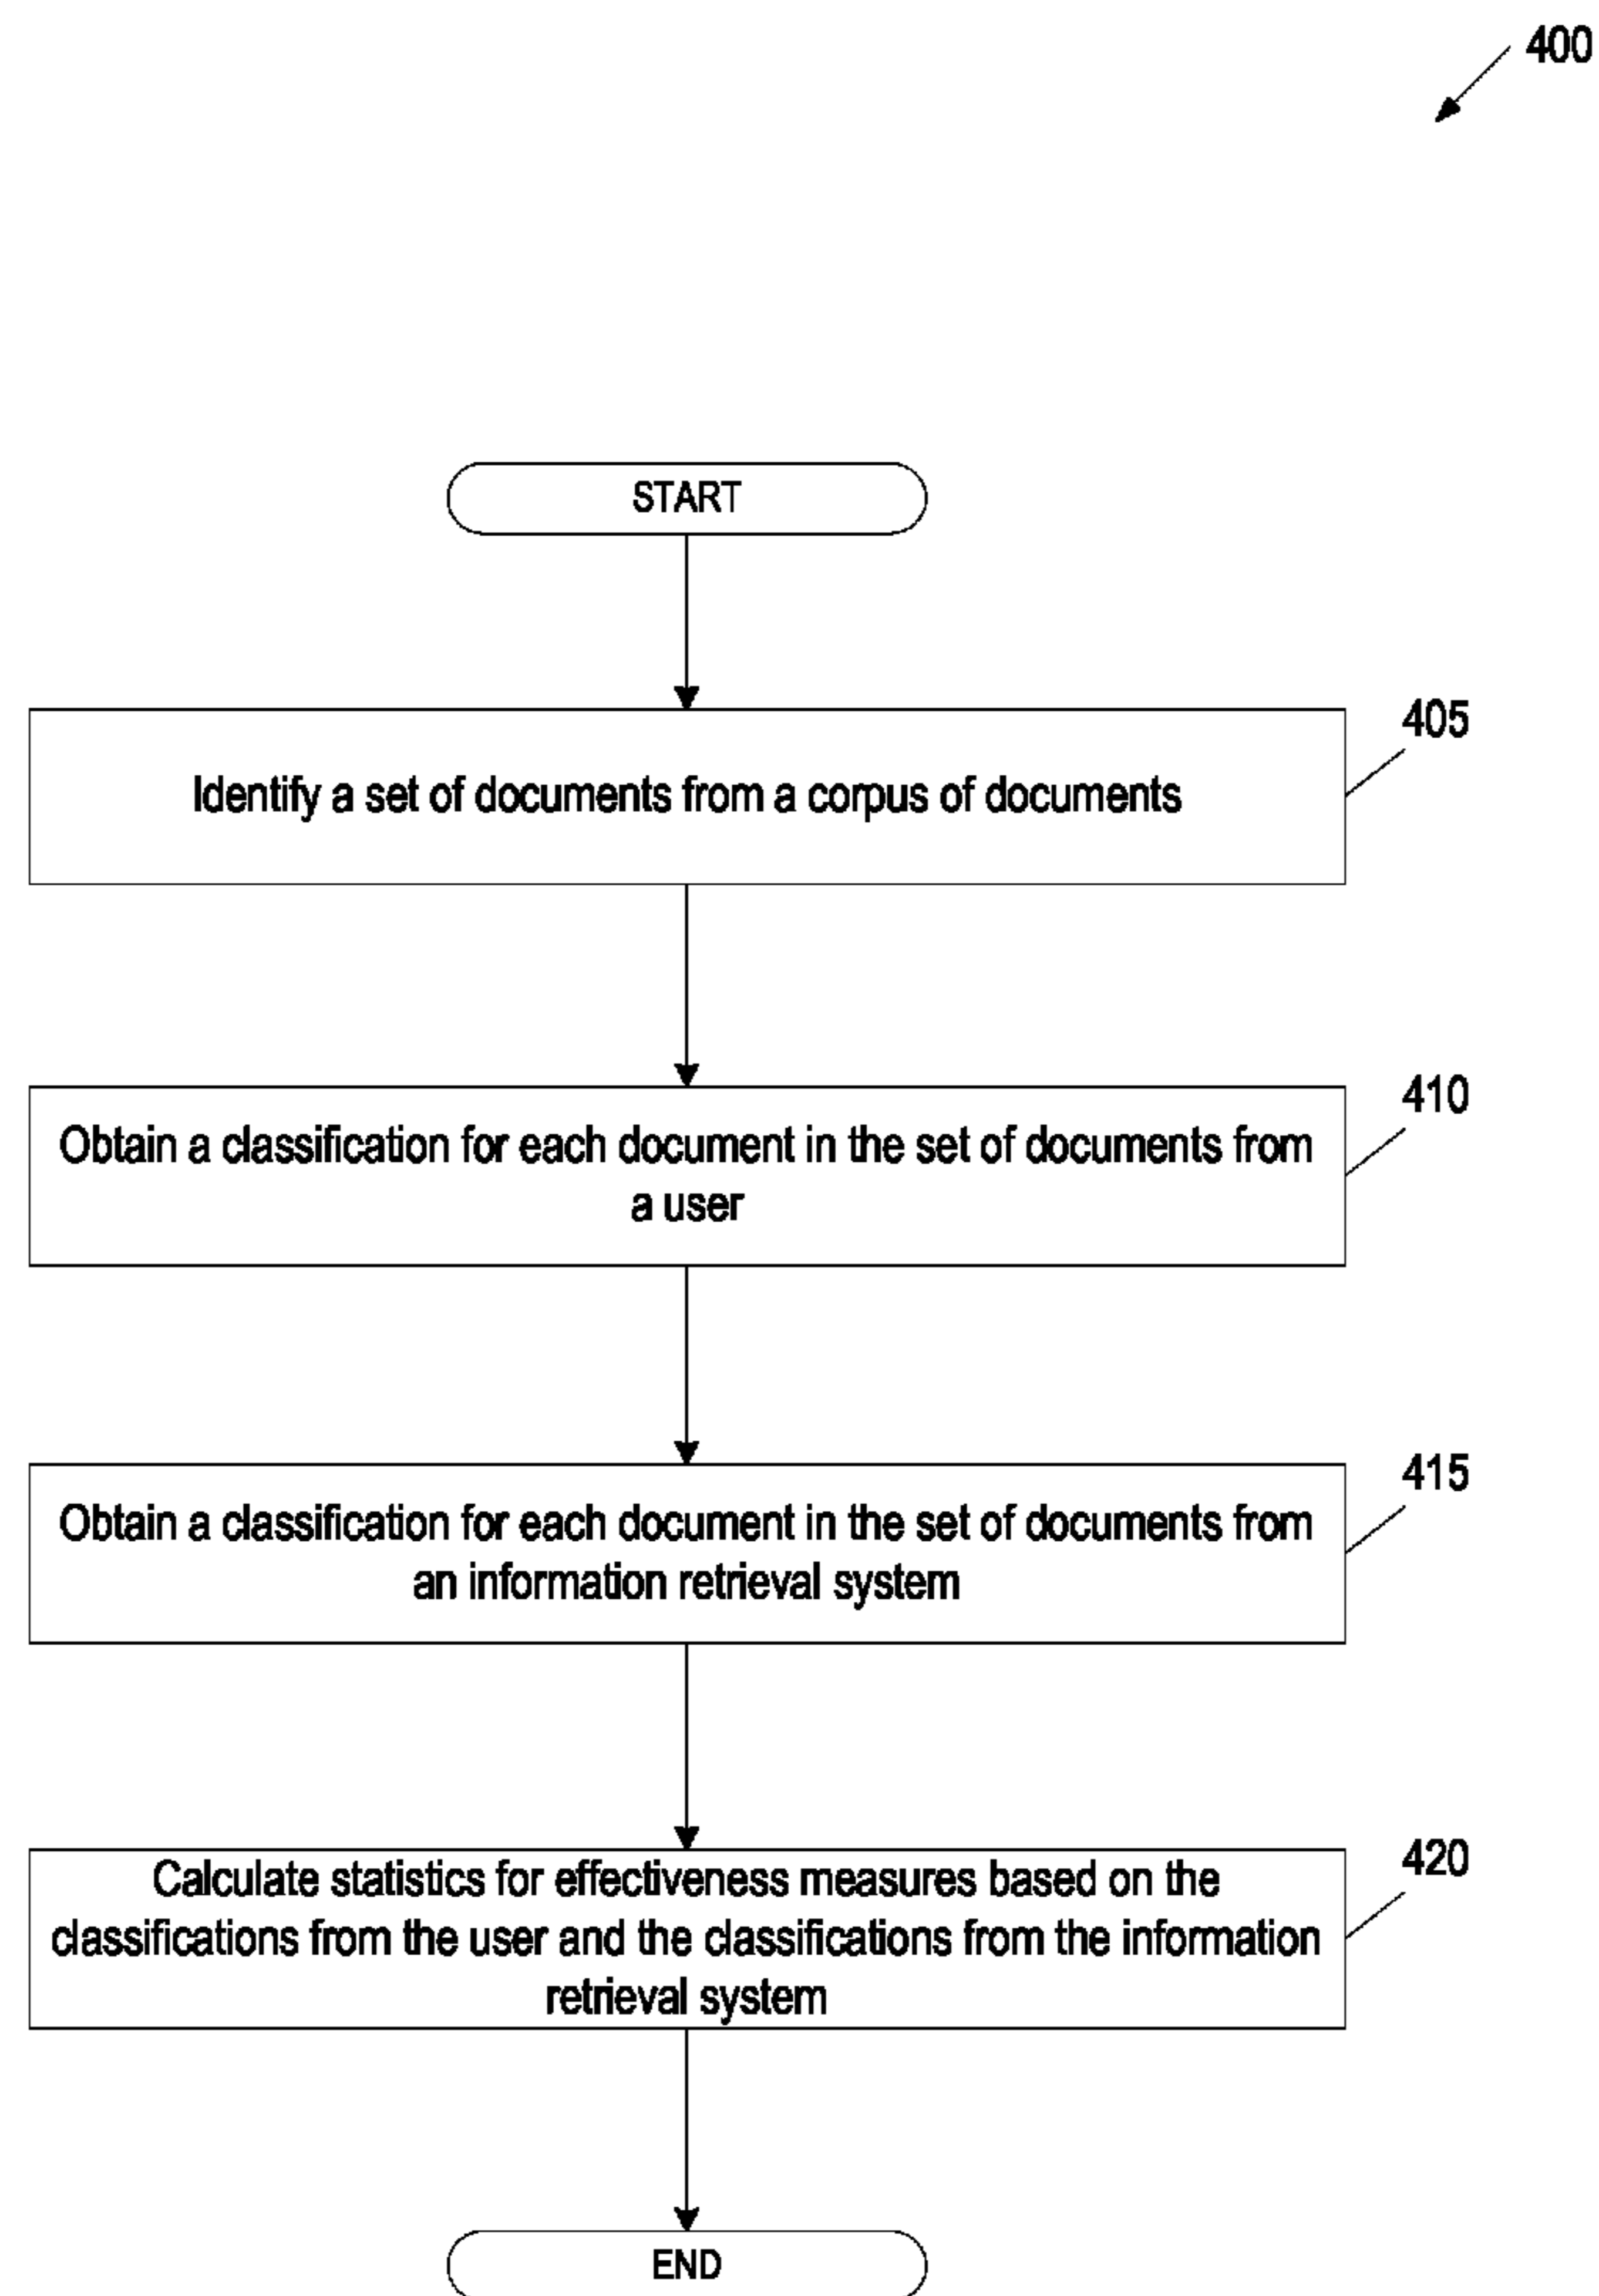 400
START
405
Identify a set of documents from a corpus of documents
410
Obtain a classification for each document in the set of documents from
a user
415
Obtain a classification for each document in the set of documents from
an information retrieval system
420
Calculate statistics for effectiveness measures based on the
classifications from the user and the classifications from the information
retrieval system
END